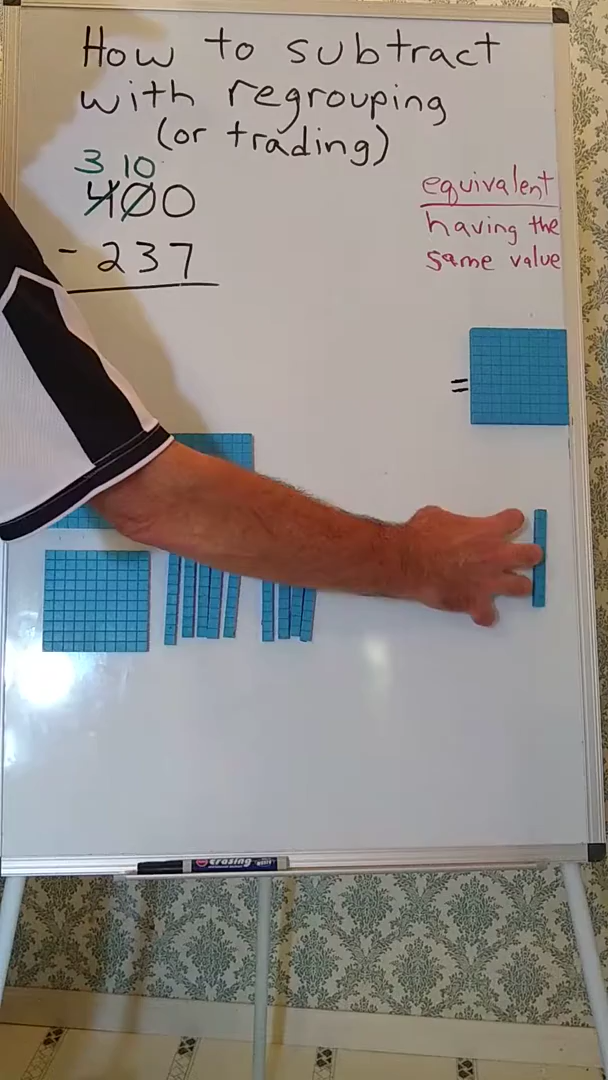 How to subtract
with regrouping
(or trading)
3 10
400
- 237
equivalent
having the
same value
=
Erasing